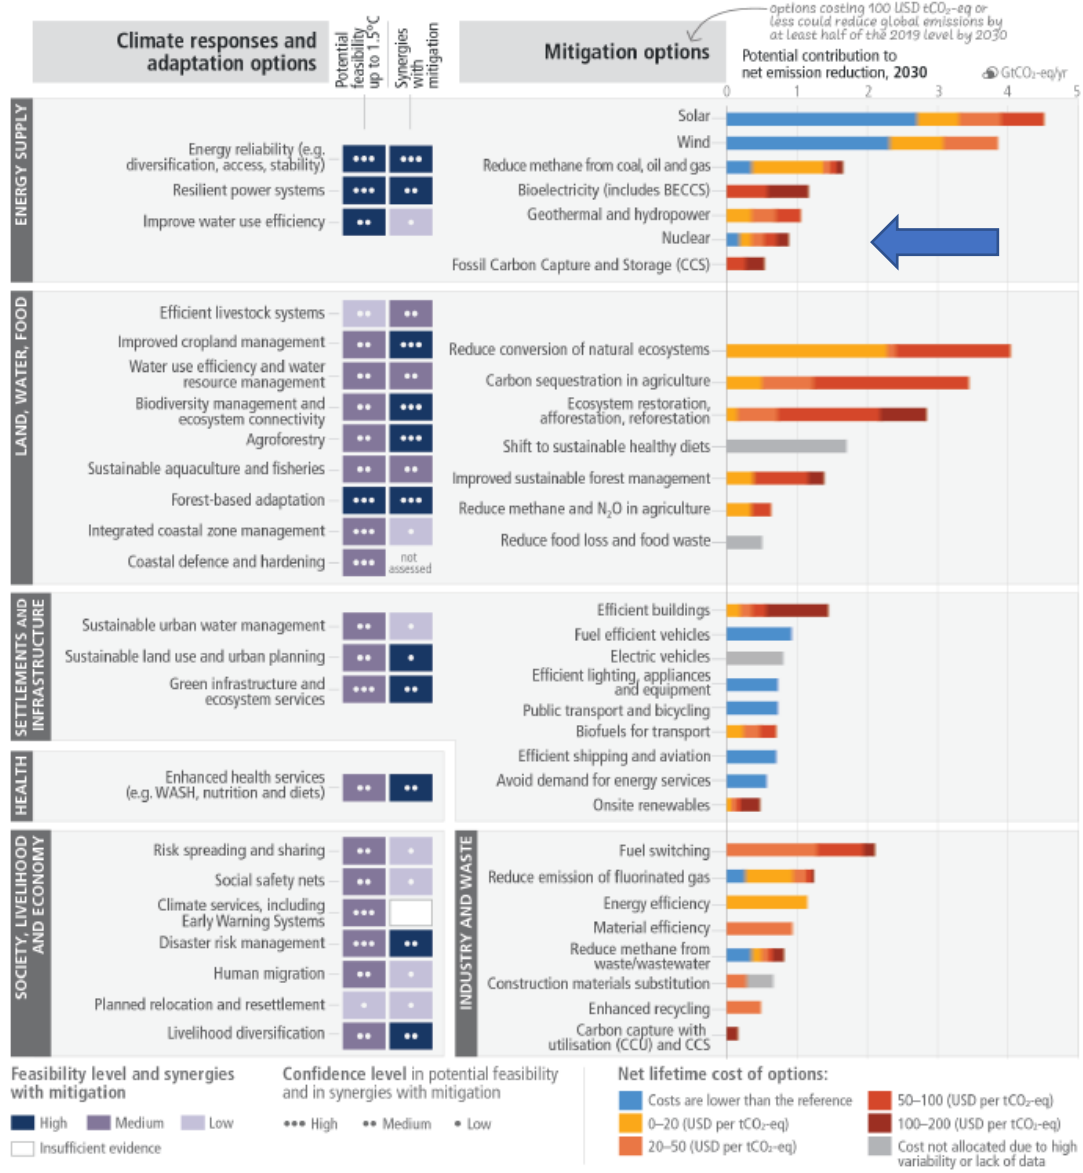 options costing 100 USD tCO₂-eq or
less could reduce global emissions by
at least half of the 2019 level by 2030
Climate responses and
adaptation options
Potential
feasibility
up to 1.5°C
Synergies
with
mitigation
Mitigation options
Potential contribution to
net emission reduction, 2030
GtCO₂-eq/yr
0 1 2 3 4 5
ENERGY SUPPLY
Energy reliability (e.g.
diversification, access, stability)
Resilient power systems
Improve water use efficiency
Solar
Wind
Reduce methane from coal, oil and gas
Bioelectricity (includes BECCS)
Geothermal and hydropower
Nuclear
Fossil Carbon Capture and Storage (CCS)
LAND, WATER, FOOD
Efficient livestock systems
Improved cropland management
Water use efficiency and water
resource management
Biodiversity management and
ecosystem connectivity
Agroforestry
Sustainable aquaculture and fisheries
Forest-based adaptation
Integrated coastal zone management
Coastal defence and hardening
not
assessed
Reduce conversion of natural ecosystems
Carbon sequestration in agriculture
Ecosystem restoration,
afforestation, reforestation
Shift to sustainable healthy diets
Improved sustainable forest management
Reduce methane and N₂O in agriculture
Reduce food loss and food waste
SETTLEMENTS AND
INFRASTRUCTURE
Sustainable urban water management
Sustainable land use and urban planning
Green infrastructure and
ecosystem services
Efficient buildings
Fuel efficient vehicles
Electric vehicles
Efficient lighting, appliances
and equipment
Public transport and bicycling
Biofuels for transport
Efficient shipping and aviation
Avoid demand for energy services
Onsite renewables
HEALTH
Enhanced health services
(e.g. WASH, nutrition and diets)
SOCIETY, LIVELIHOOD
AND ECONOMY
Risk spreading and sharing
Social safety nets
Climate services, including
Early Warning Systems
Disaster risk management
Human migration
Planned relocation and resettlement
Livelihood diversification
INDUSTRY AND WASTE
Fuel switching
Reduce emission of fluorinated gas
Energy efficiency
Material efficiency
Reduce methane from
waste/wastewater
Construction materials substitution
Enhanced recycling
Carbon capture with
utilisation (CCU) and CCS
Feasibility level and synergies
with mitigation
High Medium Low
Insufficient evidence
Confidence level in potential feasibility
and in synergies with mitigation
High Medium Low
Net lifetime cost of options:
Costs are lower than the reference
0–20 (USD per tCO₂-eq)
20–50 (USD per tCO₂-eq)
50–100 (USD per tCO₂-eq)
100–200 (USD per tCO₂-eq)
Cost not allocated due to high
variability or lack of data